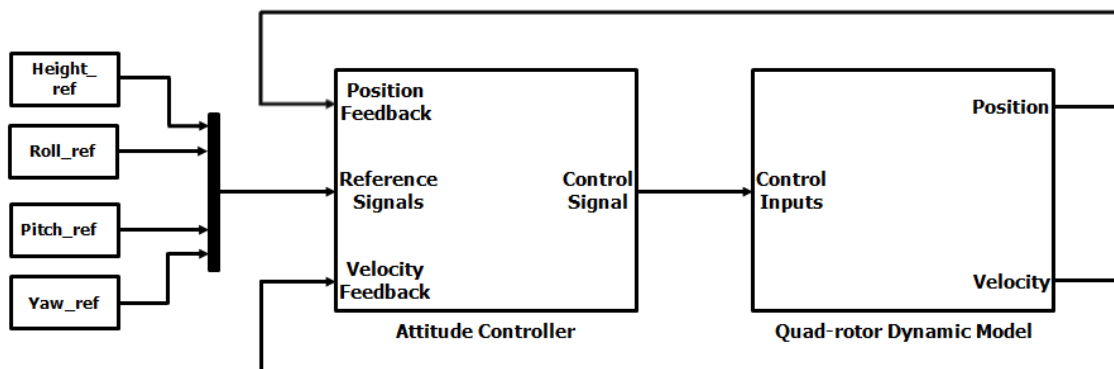 Height_
ref
Roll_ref
Pitch_ref
Yaw_ref
Position
Feedback
Reference
Signals
Velocity
Feedback
Control
Signal
Attitude Controller
Control
Inputs
Position
Velocity
Quad-rotor Dynamic Model